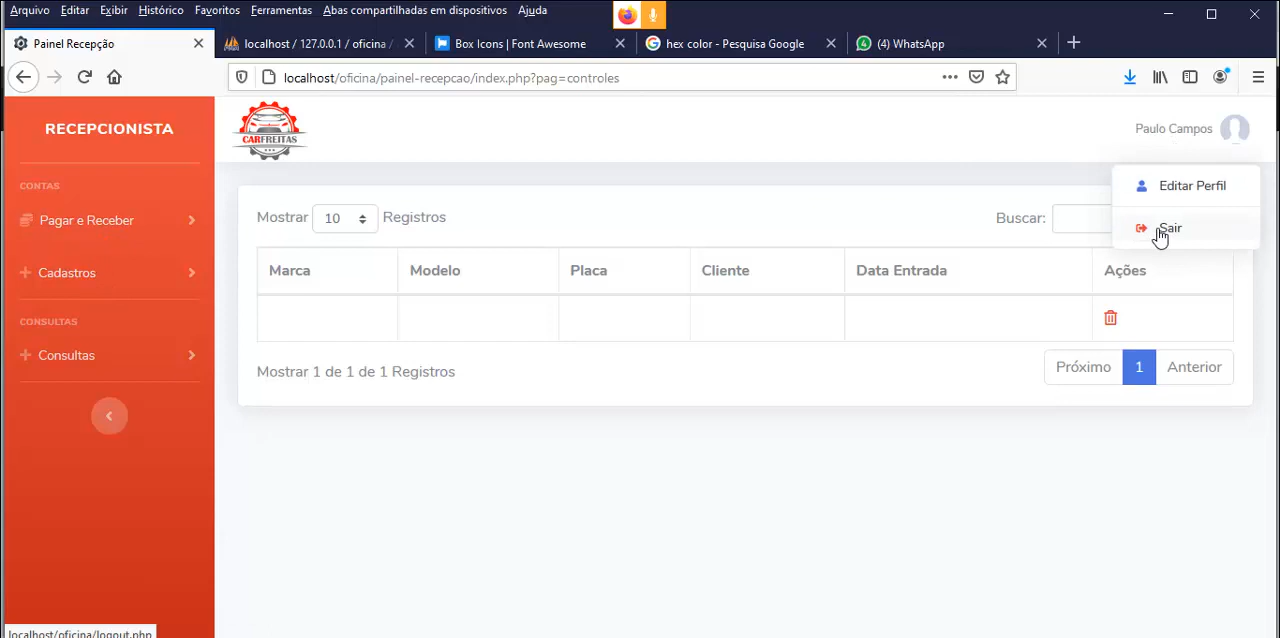 Arquivo Editar Exibir Histórico Favoritos Ferramentas Abas compartilhadas em dispositivos Ajuda
Painel Recepção
localhost / 127.0.0.1 / oficina /
Box Icons | Font Awesome
hex color - Pesquisa Google
(4) WhatsApp
localhost/oficina/painel-recepcao/index.php?pag=controles
RECEPCIONISTA
CARFREITAS
Paulo Campos
Editar Perfil
Sair
CONTAS
Pagar e Receber
Cadastros
CONSULTAS
Consultas
Mostrar 10 Registros
Buscar:
Marca Modelo Placa Cliente Data Entrada Ações
Mostrar 1 de 1 de 1 Registros
Próximo 1 Anterior
localhost/oficina/logout.php